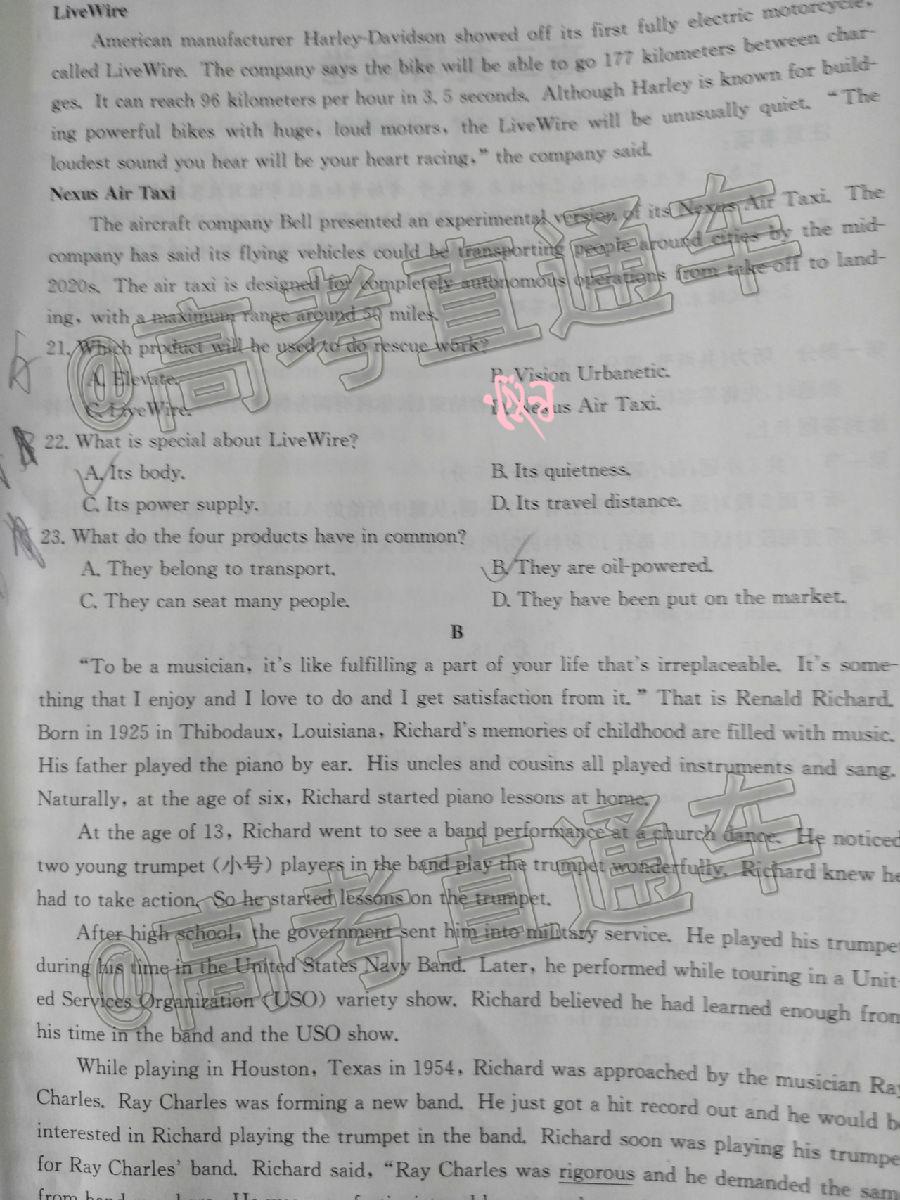 LiveWire
American manufacturer Harley-Davidson showed off its first fully electric motorcycle,
called LiveWire. The company says the bike will be able to go 177 kilometers between char-
ges. It can reach 96 kilometers per hour in 3.5 seconds. Although Harley is known for build-
ing powerful bikes with huge, loud motors, the LiveWire will be unusually quiet. "The
loudest sound you hear will be your heart racing," the company said.
Nexus Air Taxi
The aircraft company Bell presented an experimental version of its Nexus Air Taxi. The
company has said its flying vehicles could be transporting people around cities by the mid-
2020s. The air taxi is designed for completely autonomous operations from take-off to land-
ing, with a maximum range around 50 miles.
@高考直通车
21. Which product will be used to do rescue work?
A. Elevate.
B. Vision Urbanetic.
C. LiveWire.
D. Nexus Air Taxi.
22. What is special about LiveWire?
A. Its body.
B. Its quietness.
C. Its power supply.
D. Its travel distance.
23. What do the four products have in common?
A. They belong to transport.
B. They are oil-powered.
C. They can seat many people.
D. They have been put on the market.
B
"To be a musician, it's like fulfilling a part of your life that's irreplaceable. It's some-
thing that I enjoy and I love to do and I get satisfaction from it." That is Renald Richard.
Born in 1925 in Thibodaux, Louisiana, Richard's memories of childhood are filled with music.
His father played the piano by ear. His uncles and cousins all played instruments and sang.
Naturally, at the age of six, Richard started piano lessons at home.
At the age of 13, Richard went to see a band performance at a church dance. He noticed
two young trumpet (小号) players in the band play the trumpet wonderfully. Richard knew he
had to take action. So he started lessons on the trumpet.
@高考直通车
After high school, the government sent him into military service. He played his trumpet
during his time in the United States Navy Band. Later, he performed while touring in a Unit-
ed Services Organization (USO) variety show. Richard believed he had learned enough from
his time in the band and the USO show.
While playing in Houston, Texas in 1954, Richard was approached by the musician Ray
Charles. Ray Charles was forming a new band. He just got a hit record out and he would be
interested in Richard playing the trumpet in the band. Richard soon was playing his trumpet
for Ray Charles' band. Richard said, "Ray Charles was rigorous and he demanded the same